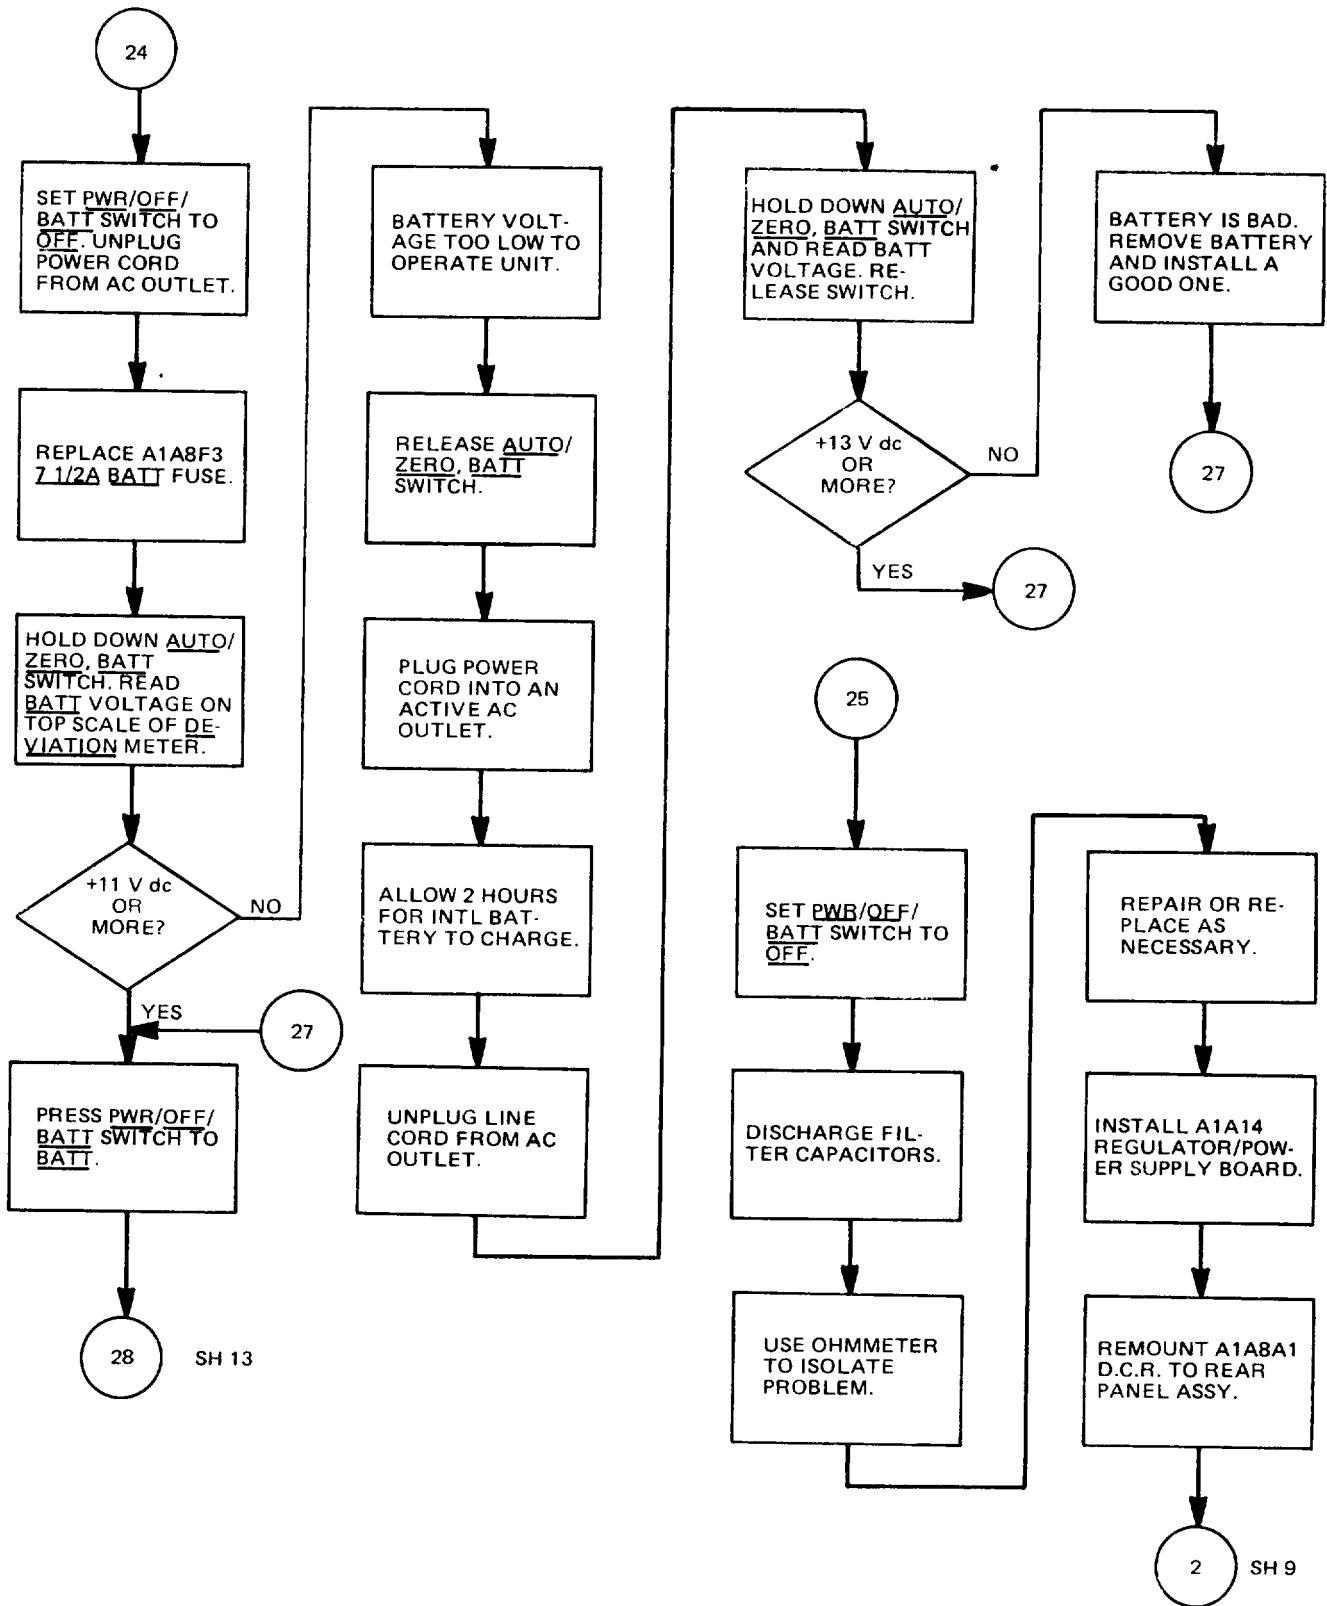 24
SET PWR/OFF/
BATT SWITCH TO
OFF. UNPLUG
POWER CORD
FROM AC OUTLET.
REPLACE A1A8F3
7 1/2A BATT FUSE.
HOLD DOWN AUTO/
ZERO, BATT
SWITCH. READ
BATT VOLTAGE ON
TOP SCALE OF DE-
VIATION METER.
+11 V dc
OR
MORE?
NO
YES
27
PRESS PWR/OFF/
BATT SWITCH TO
BATT.
28
SH 13
BATTERY VOLT-
AGE TOO LOW TO
OPERATE UNIT.
RELEASE AUTO/
ZERO, BATT
SWITCH.
PLUG POWER
CORD INTO AN
ACTIVE AC
OUTLET.
ALLOW 2 HOURS
FOR INTL BAT-
TERY TO CHARGE.
UNPLUG LINE
CORD FROM AC
OUTLET.
HOLD DOWN AUTO/
ZERO, BATT SWITCH
AND READ BATT
VOLTAGE. RE-
LEASE SWITCH.
+13 V dc
OR
MORE?
NO
YES
27
BATTERY IS BAD.
REMOVE BATTERY
AND INSTALL A
GOOD ONE.
27
25
SET PWR/OFF/
BATT SWITCH TO
OFF.
DISCHARGE FIL-
TER CAPACITORS.
USE OHMMETER
TO ISOLATE
PROBLEM.
REPAIR OR RE-
PLACE AS
NECESSARY.
INSTALL A1A14
REGULATOR/POW-
ER SUPPLY BOARD.
REMOUNT A1A8A1
D.C.R. TO REAR
PANEL ASSY.
2
SH 9